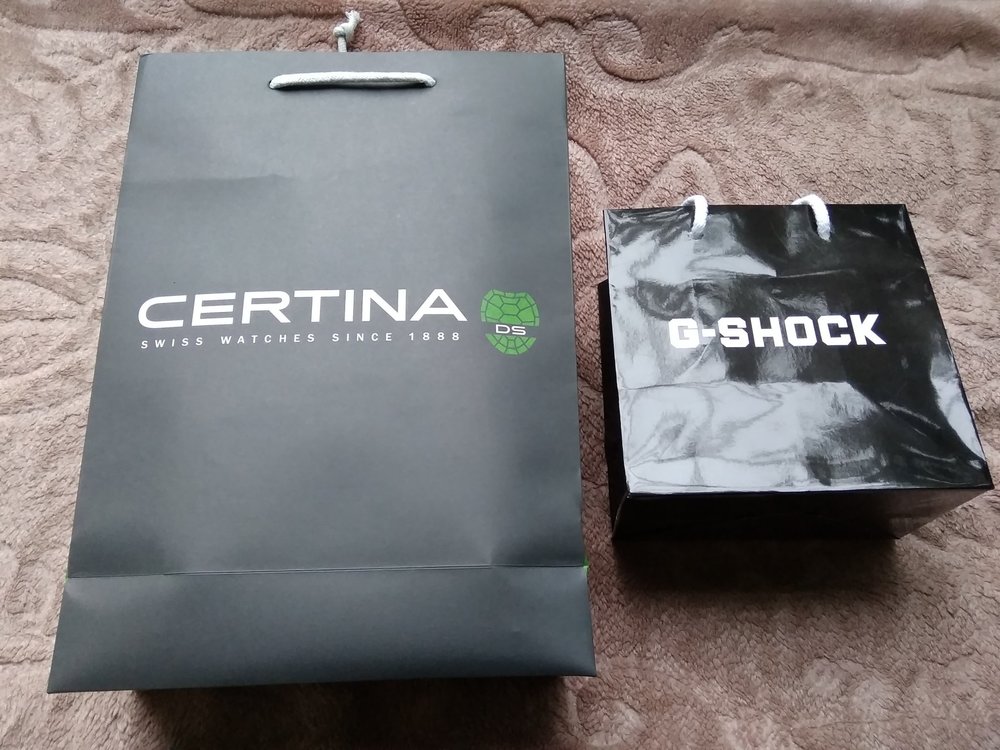 CERTINA
SWISS WATCHES SINCE 1888
DS
G-SHOCK